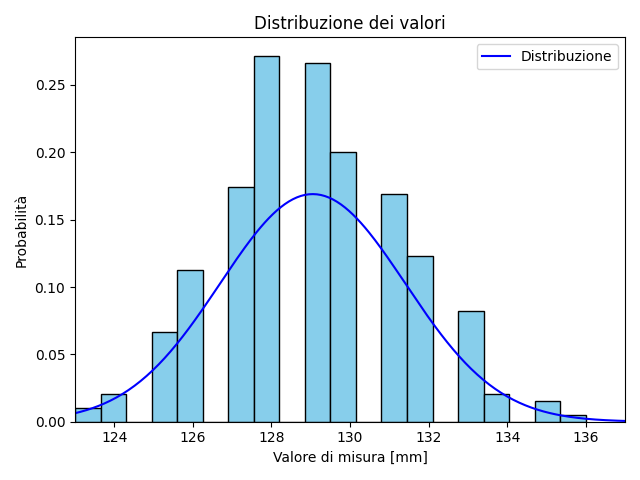 Distribuzione dei valori
Distribuzione
Probabilità
0.25
0.20
0.15
0.10
0.05
0.00
124 126 128 130 132 134 136
Valore di misura [mm]